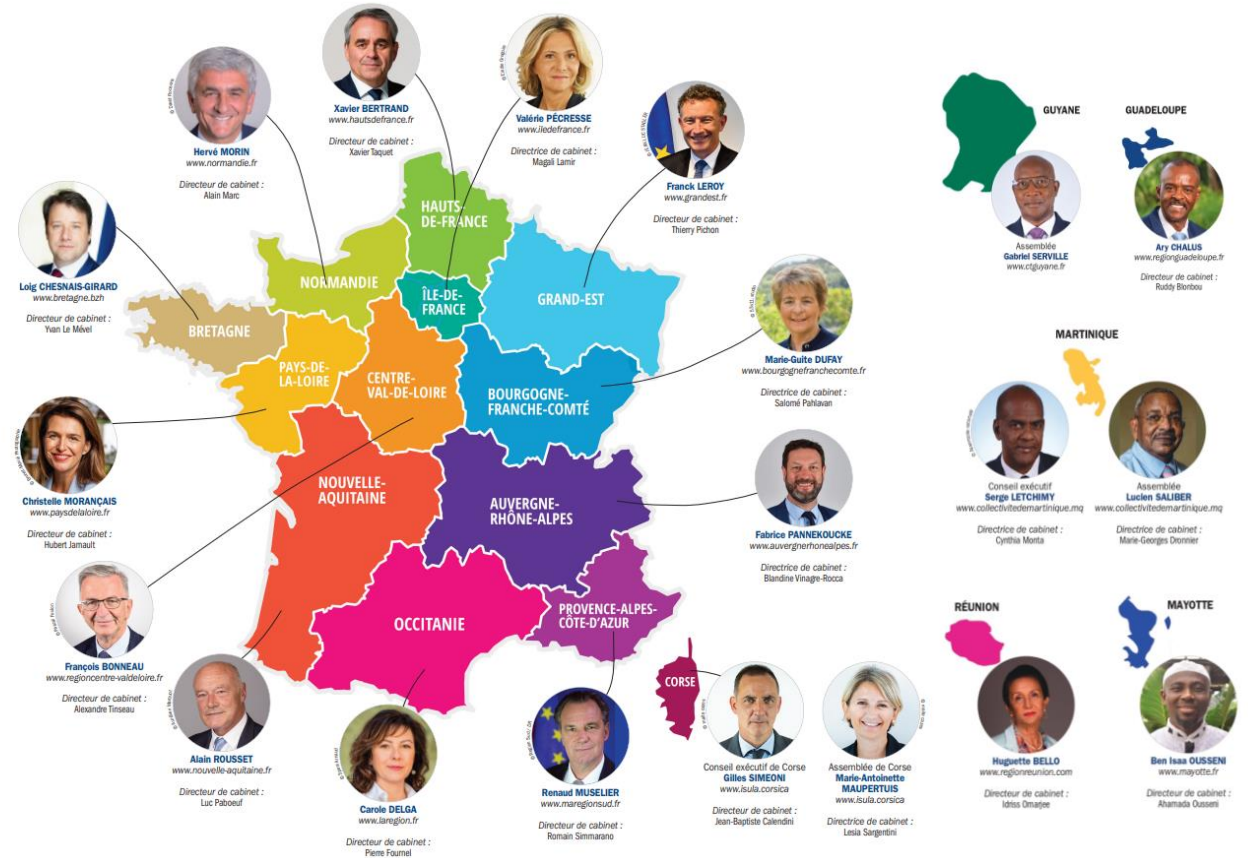 Xavier BERTRAND
www.hautsdefrance.fr
Directeur de cabinet :
Xavier Taquet
Valérie PÉCRESSE
www.iledefrance.fr
Directrice de cabinet :
Magali Lamir
Hervé MORIN
www.normandie.fr
Directeur de cabinet :
Alain Marc
Franck LEROY
www.grandest.fr
Directeur de cabinet :
Thierry Pichon
Loig CHESNAIS-GIRARD
www.bretagne.bzh
Directeur de cabinet :
Yvan Le Mével
Marie-Guite DUFAY
www.bourgognefranchecomte.fr
Directrice de cabinet :
Salomé Pahlavan
Christelle MORANÇAIS
www.paysdelaloire.fr
Directeur de cabinet :
Hubert Jamault
Fabrice PANNEKOUCKE
www.auvergnerhonealpes.fr
Directrice de cabinet :
Blandine Vinagre-Rocca
François BONNEAU
www.regioncentre-valdeloire.fr
Directeur de cabinet :
Alexandre Tinseau
Alain ROUSSET
www.nouvelle-aquitaine.fr
Directeur de cabinet :
Luc Paboeuf
Carole DELGA
www.laregion.fr
Directeur de cabinet :
Pierre Fournel
Renaud MUSELIER
www.maregionsud.fr
Directeur de cabinet :
Romain Simmarano
Conseil exécutif de Corse
Gilles SIMEONI
www.isula.corsica
Directeur de cabinet :
Jean-Baptiste Calendini
Assemblée de Corse
Marie-Antoinette
MAUPERTUIS
www.isula.corsica
Directrice de cabinet :
Lesia Sargentini
HAUTS-
DE-FRANCE
NORMANDIE
ÎLE-DE-
FRANCE
GRAND-EST
BRETAGNE
PAYS-DE-
LA-LOIRE
CENTRE-
VAL-DE-LOIRE
BOURGOGNE-
FRANCHE-COMTÉ
NOUVELLE-
AQUITAINE
AUVERGNE-
RHÔNE-ALPES
OCCITANIE
PROVENCE-ALPES-
CÔTE-D'AZUR
CORSE
GUYANE
Assemblée
Gabriel SERVILLE
www.ctguyane.fr
GUADELOUPE
Ary CHALUS
www.regionguadeloupe.fr
Directeur de cabinet :
Ruddy Blonbou
MARTINIQUE
Conseil exécutif
Serge LETCHIMY
www.collectivitedemartinique.mq
Directrice de cabinet :
Cynthia Monta
Assemblée
Lucien SALIBER
www.collectivitedemartinique.mq
Directrice de cabinet :
Marie-Georges Dronnier
RÉUNION
Huguette BELLO
www.regionreunion.com
Directeur de cabinet :
Idriss Omarjee
MAYOTTE
Ben Isaa OUSSENI
www.mayotte.fr
Directeur de cabinet :
Ahamada Ousseni